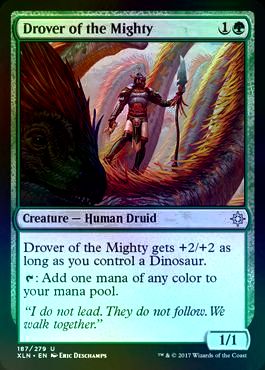 Drover of the Mighty 1
Creature — Human Druid
Drover of the Mighty gets +2/+2 as
long as you control a Dinosaur.
: Add one mana of any color to
your mana pool.
"I do not lead. They do not follow. We
walk together."
1/1
187/279 U
XLN • EN ERIC DESCHAMPS
™ & © 2017 Wizards of the Coast